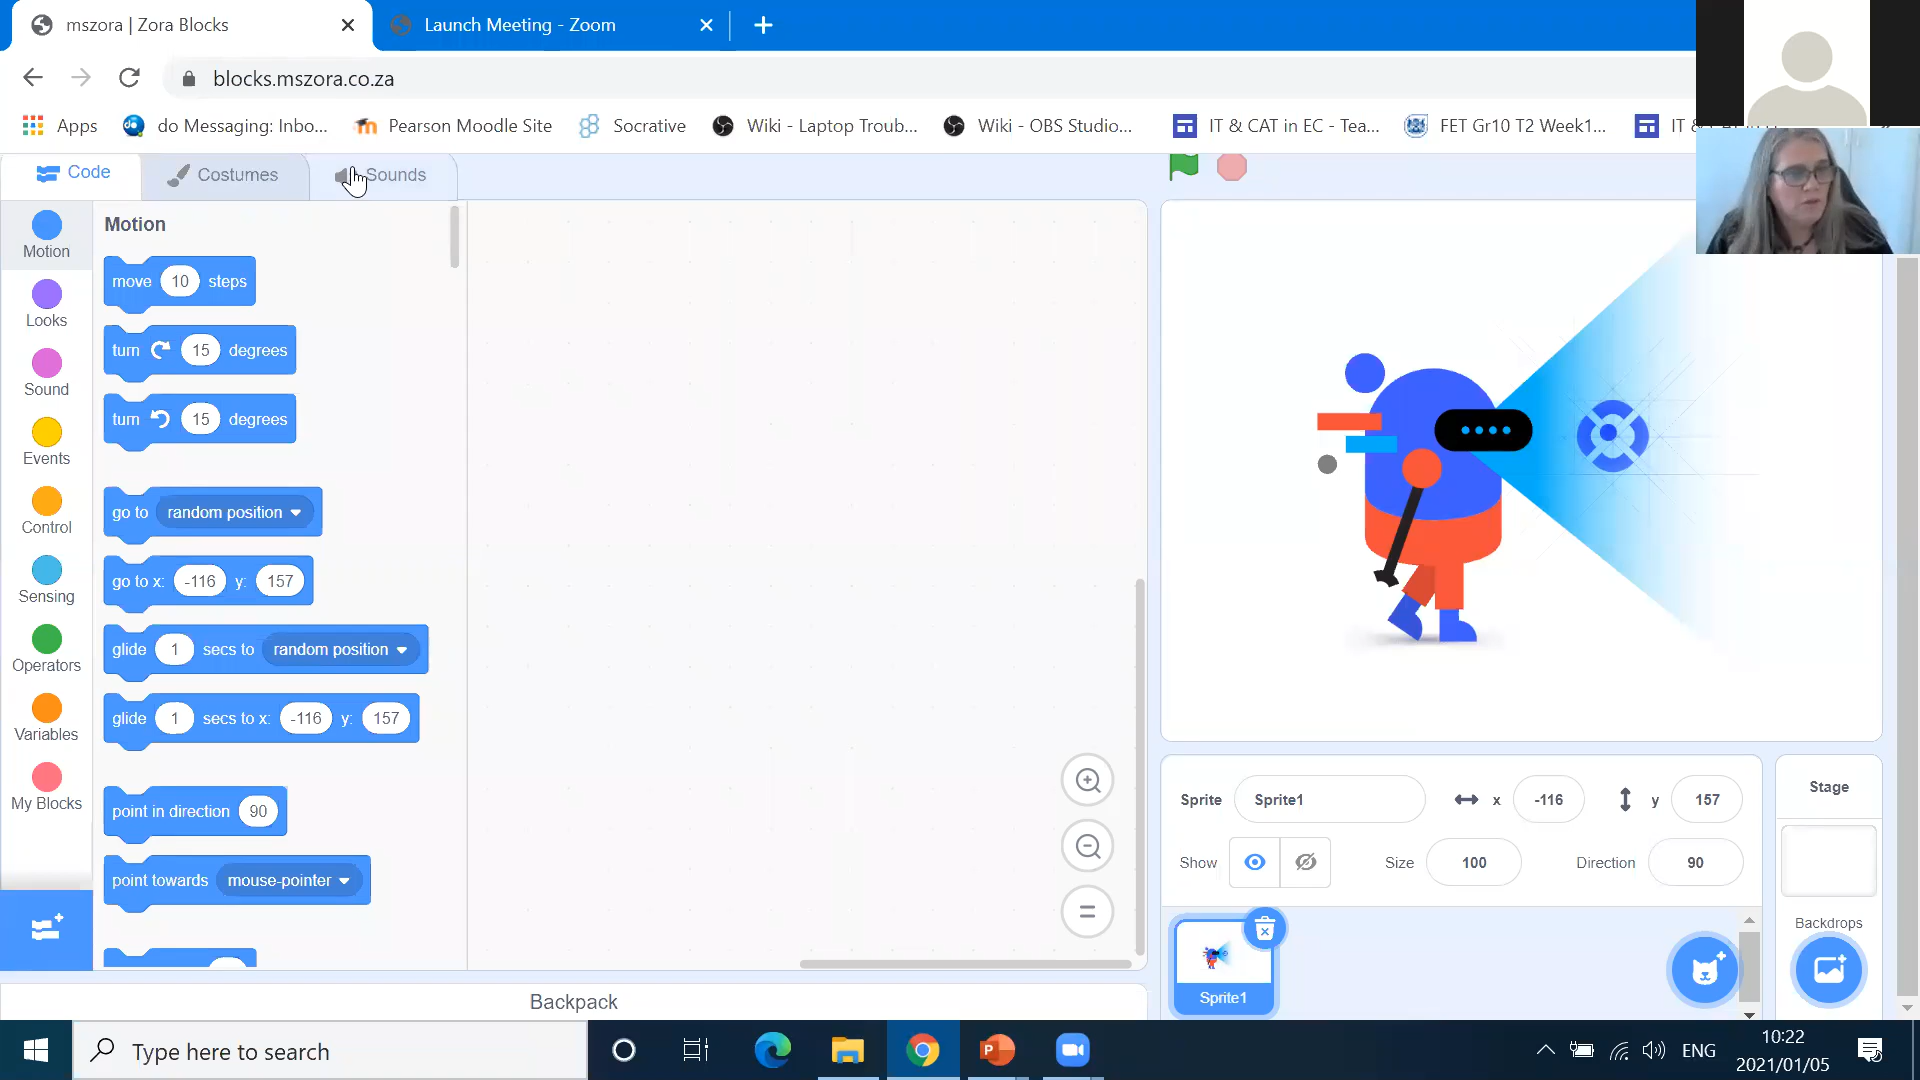 mszora | Zora Blocks
Launch Meeting - Zoom
blocks.mszora.co.za
Apps
do Messaging: Inbo...
Pearson Moodle Site
Socrative
Wiki - Laptop Troub...
Wiki - OBS Studio...
IT & CAT in EC - Tea...
FET Gr10 T2 Week1...
Code
Costumes
Sounds
Motion
Looks
Sound
Events
Control
Sensing
Operators
Variables
My Blocks
Motion
move 10 steps
turn 15 degrees
turn 15 degrees
go to random position
go to x: -116 y: 157
glide 1 secs to random position
glide 1 secs to x: -116 y: 157
point in direction 90
point towards mouse-pointer
Backpack
Sprite Sprite1 x -116 y 157
Show Size 100 Direction 90
Sprite1
Stage
Backdrops
Type here to search
ENG
10:22
2021/01/05